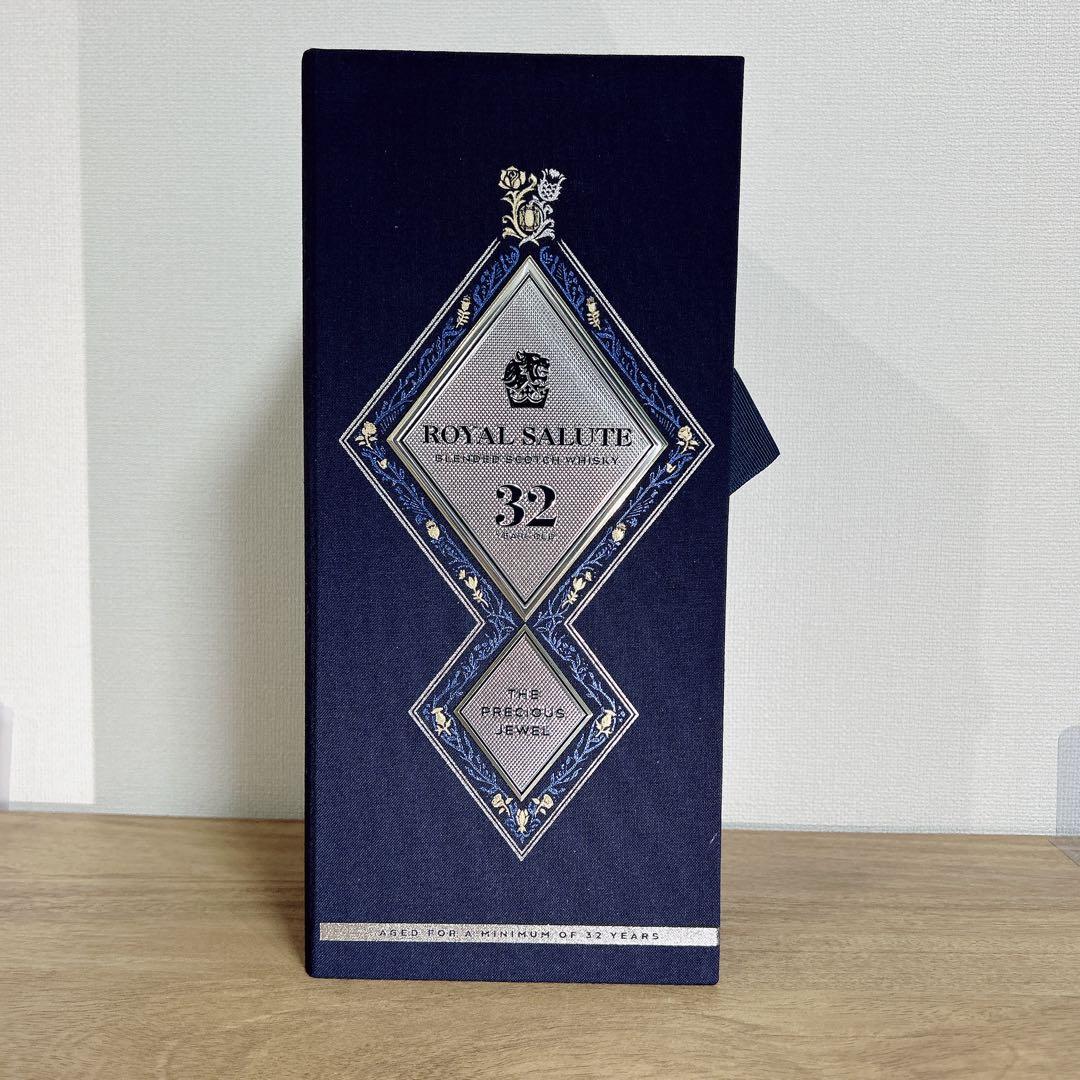 ROYAL SALUTE
BLENDED SCOTCH WHISKY
32
YEARS OLD
THE
PRECIOUS
JEWEL
AGED FOR A MINIMUM OF 32 YEARS